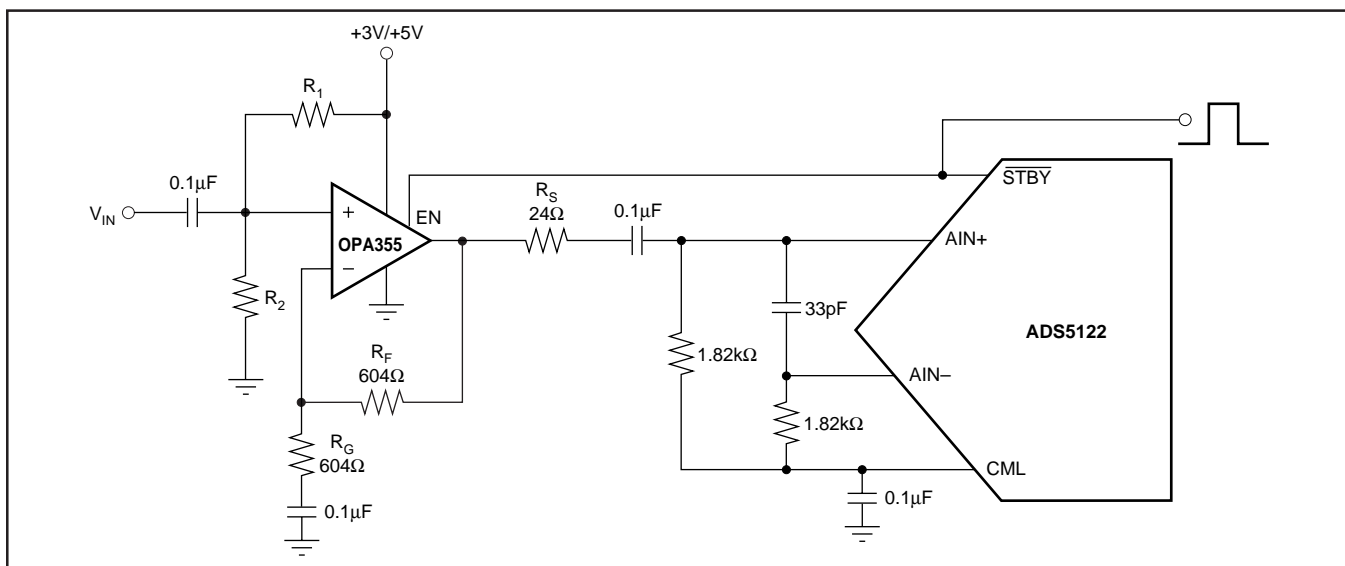 +3V/+5V
R1
0.1µF
VIN
+
OPA355
−
EN
R2
RF
604Ω
RG
604Ω
0.1µF
RS
24Ω
0.1µF
1.82kΩ
33pF
1.82kΩ
0.1µF
STBY
AIN+
ADS5122
AIN−
CML